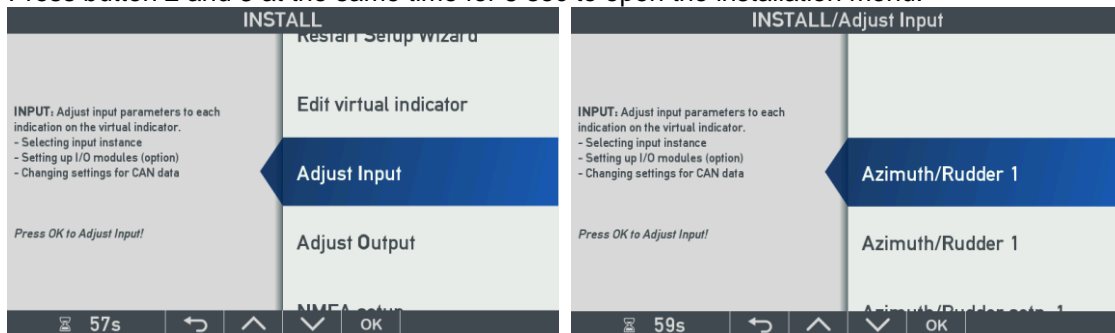 Press button 2 and 3 at the same time for 5 sec to open the installation menu.
INSTALL
Restart Setup Wizard
INPUT: Adjust input parameters to each
indication on the virtual indicator.
- Selecting input instance
- Setting up I/O modules (option)
- Changing settings for CAN data
Press OK to Adjust Input!
Edit virtual indicator
Adjust Input
Adjust Output
NMEA setup
57s
OK
INSTALL/Adjust Input
INPUT: Adjust input parameters to each
indication on the virtual indicator.
- Selecting input instance
- Setting up I/O modules (option)
- Changing settings for CAN data
Press OK to Adjust Input!
Azimuth/Rudder 1
Azimuth/Rudder 1
Azimuth/Rudder setp. 1
59s
OK